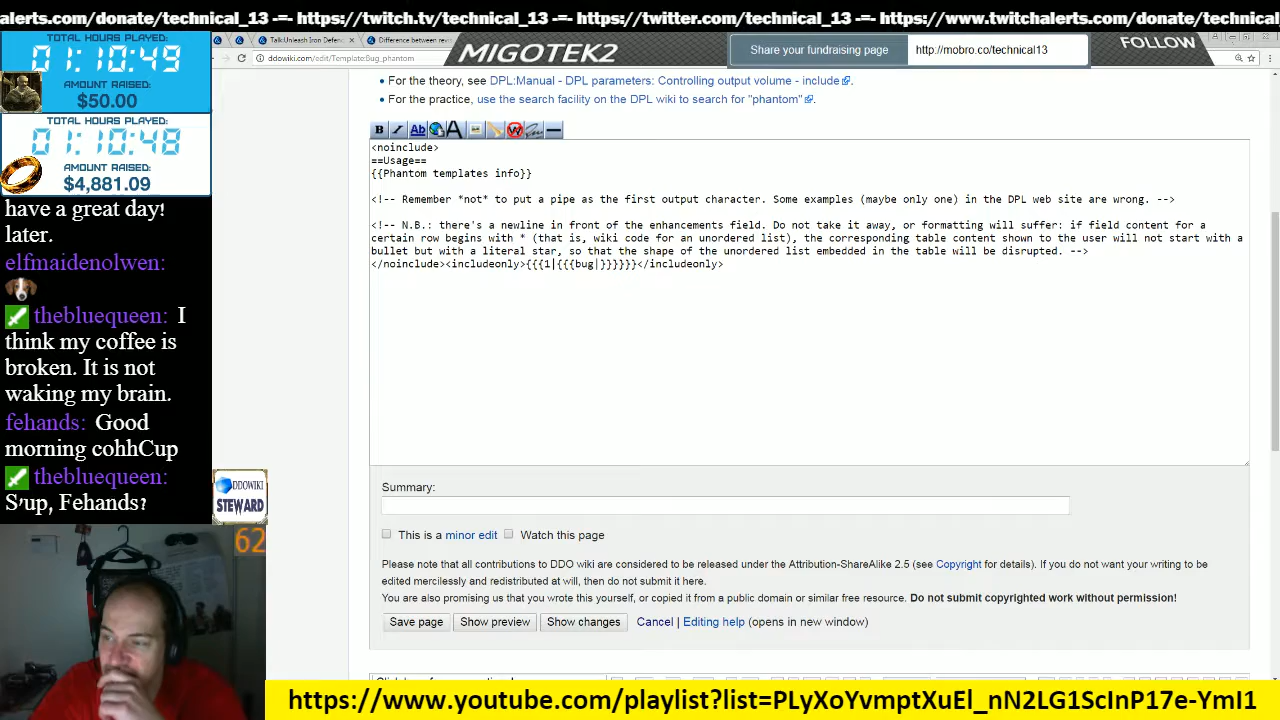 alerts.com/donate/technical_13 -=- https://twitch.tv/technical_13 -=- https://twitter.com/technical_13 -=- https://www.twitchalerts.com/donate/technical
TOTAL HOURS PLAYED:
01:10:49
AMOUNT RAISED:
$50.00
TOTAL HOURS PLAYED:
01:10:48
AMOUNT RAISED:
$4,881.09
have a great day!
later.
elfmaidenolwen:
thebluequeen: I
think my coffee is
broken. It is not
waking my brain.
fehands: Good
morning cohhCup
thebluequeen:
S'up, Fehands?
DDOWIKI
STEWARD
62
Talk:Unleash Iron Defen
Difference between rev
MIGOTEK2
Share your fundraising page
http://mobro.co/technical13
FOLLOW
ddowiki.com/edit/Template:Bug_phantom
• For the theory, see DPL:Manual - DPL parameters: Controlling output volume - include.
• For the practice, use the search facility on the DPL wiki to search for "phantom".
B I Ab A
<noinclude>
==Usage==
{{Phantom templates info}}
<!-- Remember *not* to put a pipe as the first output character. Some examples (maybe only one) in the DPL web site are wrong. -->
<!-- N.B.: there's a newline in front of the enhancements field. Do not take it away, or formatting will suffer: if field content for a
certain row begins with * (that is, wiki code for an unordered list), the corresponding table content shown to the user will not start with a
bullet but with a literal star, so that the shape of the unordered list embedded in the table will be disrupted. -->
</noinclude><includeonly>{{{1|{{{bug|}}}}}}</includeonly>
Summary:
This is a minor edit Watch this page
Please note that all contributions to DDO wiki are considered to be released under the Attribution-ShareAlike 2.5 (see Copyright for details). If you do not want your writing to be
edited mercilessly and redistributed at will, then do not submit it here.
You are also promising us that you wrote this yourself, or copied it from a public domain or similar free resource. Do not submit copyrighted work without permission!
Save page Show preview Show changes Cancel | Editing help (opens in new window)
https://www.youtube.com/playlist?list=PLyXoYvmptXuEl_nN2LG1ScInP17e-YmI1